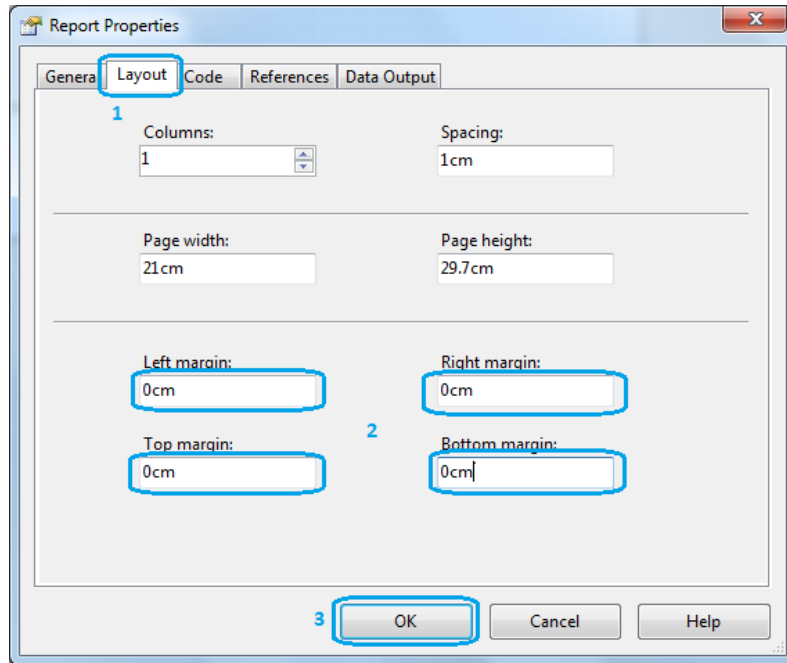 Report Properties
General Layout Code References Data Output
1
Columns: Spacing:
1 1cm
Page width: Page height:
21cm 29.7cm
Left margin: Right margin:
0cm 0cm
2
Top margin: Bottom margin:
0cm 0cm
3 OK Cancel Help